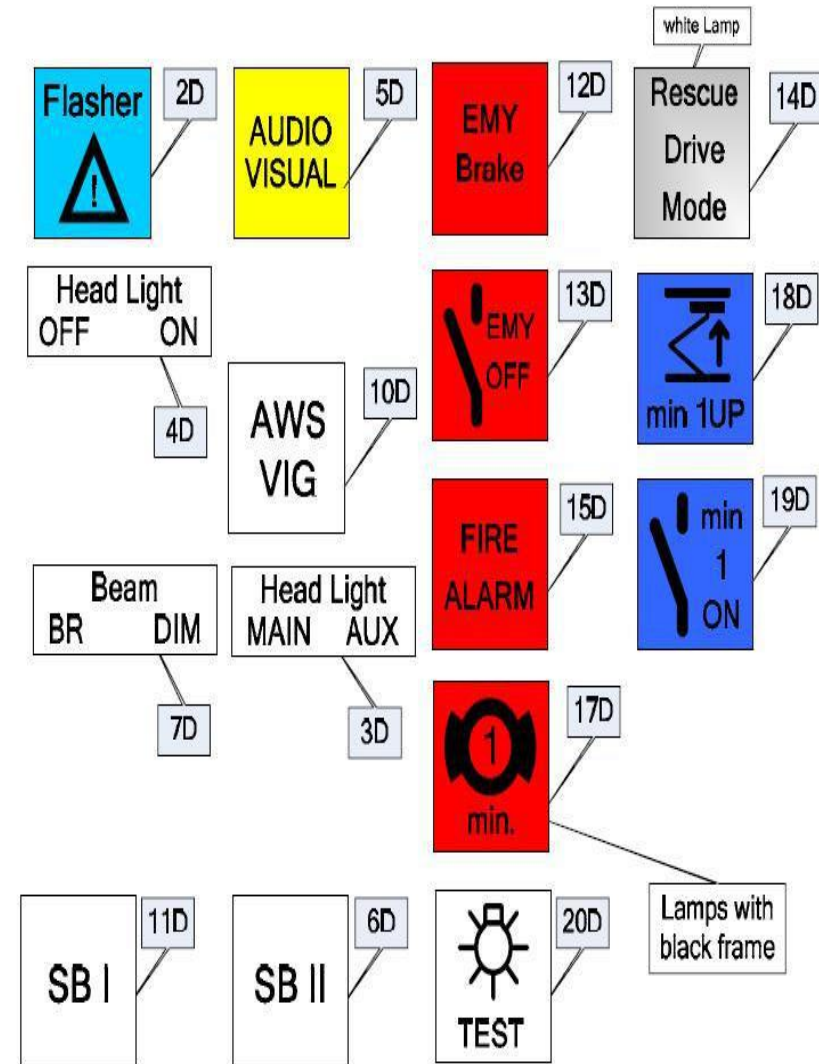 white Lamp
Flasher
!
2D
AUDIO
VISUAL
5D
EMY
Brake
12D
Rescue
Drive
Mode
14D
Head Light
OFF ON
4D
AWS
VIG
10D
EMY
OFF
13D
min 1UP
18D
FIRE
ALARM
15D
min
1
ON
19D
Beam
BR DIM
7D
Head Light
MAIN AUX
3D
1
min.
17D
Lamps with
black frame
SB I
11D
SB II
6D
TEST
20D